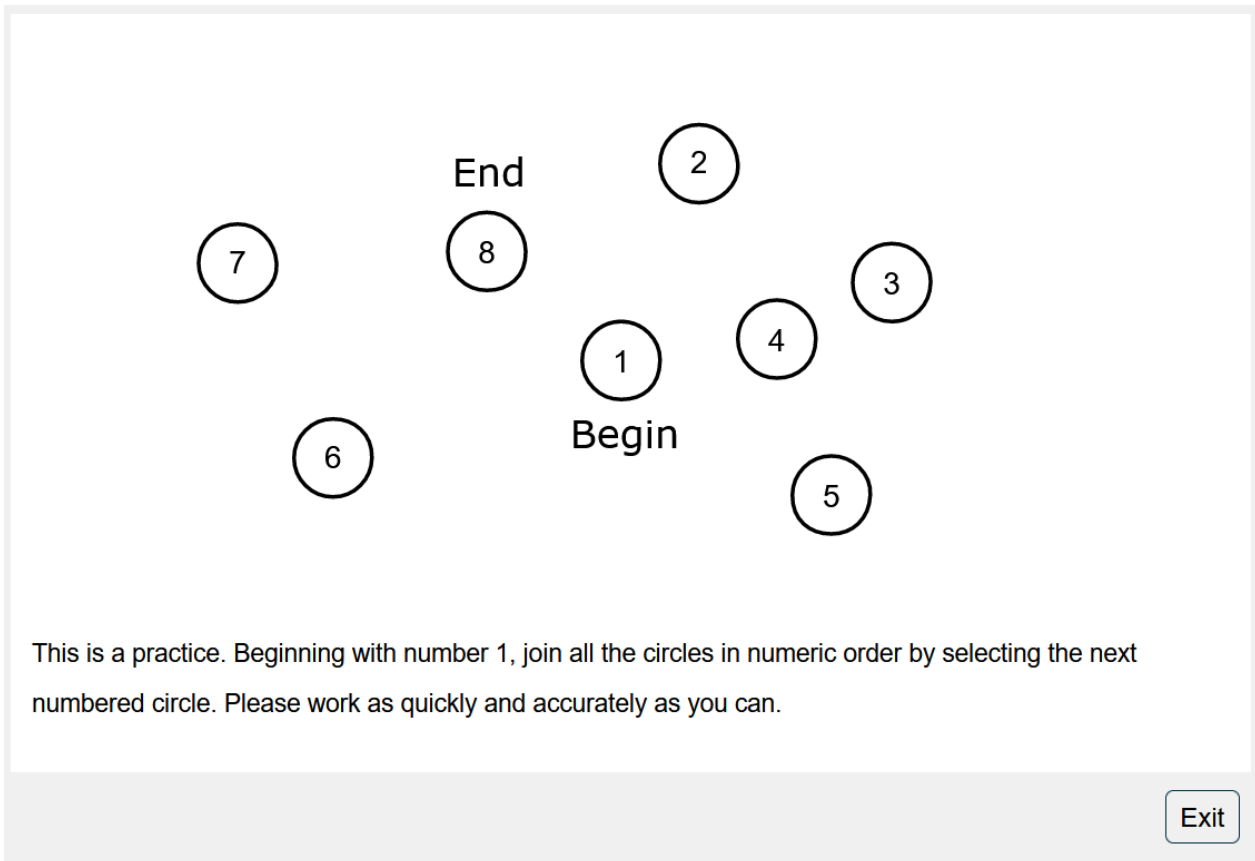 2
End
8
7
3
4
1
Begin
6
5
This is a practice. Beginning with number 1, join all the circles in numeric order by selecting the next
numbered circle. Please work as quickly and accurately as you can.
Exit